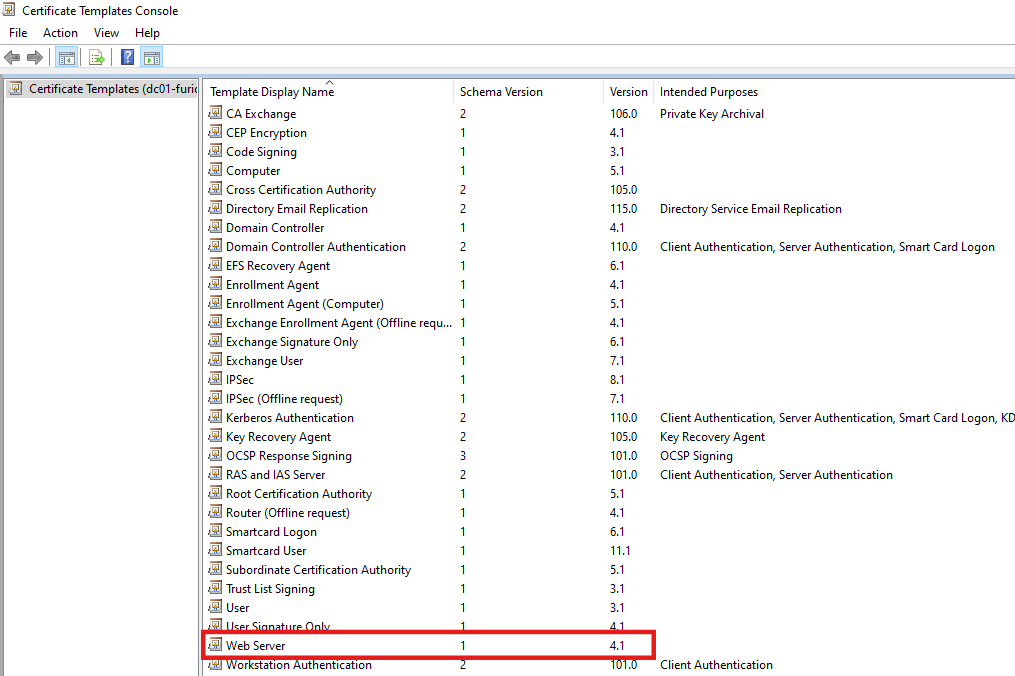 Certificate Templates Console
File Action View Help
Certificate Templates (dc01-furic
Template Display Name Schema Version Version Intended Purposes
CA Exchange 2 106.0 Private Key Archival
CEP Encryption 1 4.1
Code Signing 1 3.1
Computer 1 5.1
Cross Certification Authority 2 105.0
Directory Email Replication 2 115.0 Directory Service Email Replication
Domain Controller 1 4.1
Domain Controller Authentication 2 110.0 Client Authentication, Server Authentication, Smart Card Logon
EFS Recovery Agent 1 6.1
Enrollment Agent 1 4.1
Enrollment Agent (Computer) 1 5.1
Exchange Enrollment Agent (Offline requ... 1 4.1
Exchange Signature Only 1 6.1
Exchange User 1 7.1
IPSec 1 8.1
IPSec (Offline request) 1 7.1
Kerberos Authentication 2 110.0 Client Authentication, Server Authentication, Smart Card Logon, KD
Key Recovery Agent 2 105.0 Key Recovery Agent
OCSP Response Signing 3 101.0 OCSP Signing
RAS and IAS Server 2 101.0 Client Authentication, Server Authentication
Root Certification Authority 1 5.1
Router (Offline request) 1 4.1
Smartcard Logon 1 6.1
Smartcard User 1 11.1
Subordinate Certification Authority 1 5.1
Trust List Signing 1 3.1
User 1 3.1
User Signature Only 1 4.1
Web Server 1 4.1
Workstation Authentication 2 101.0 Client Authentication